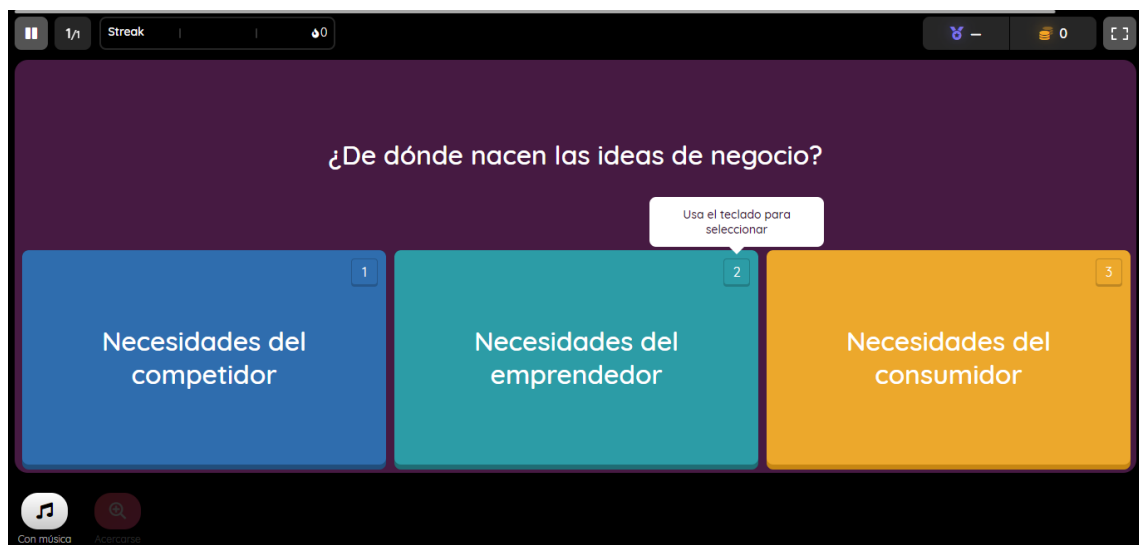 1/1
Streak
0
–
0
¿De dónde nacen las ideas de negocio?
Usa el teclado para
seleccionar
1
Necesidades del
competidor
2
Necesidades del
emprendedor
3
Necesidades del
consumidor
Con música
Acercarse